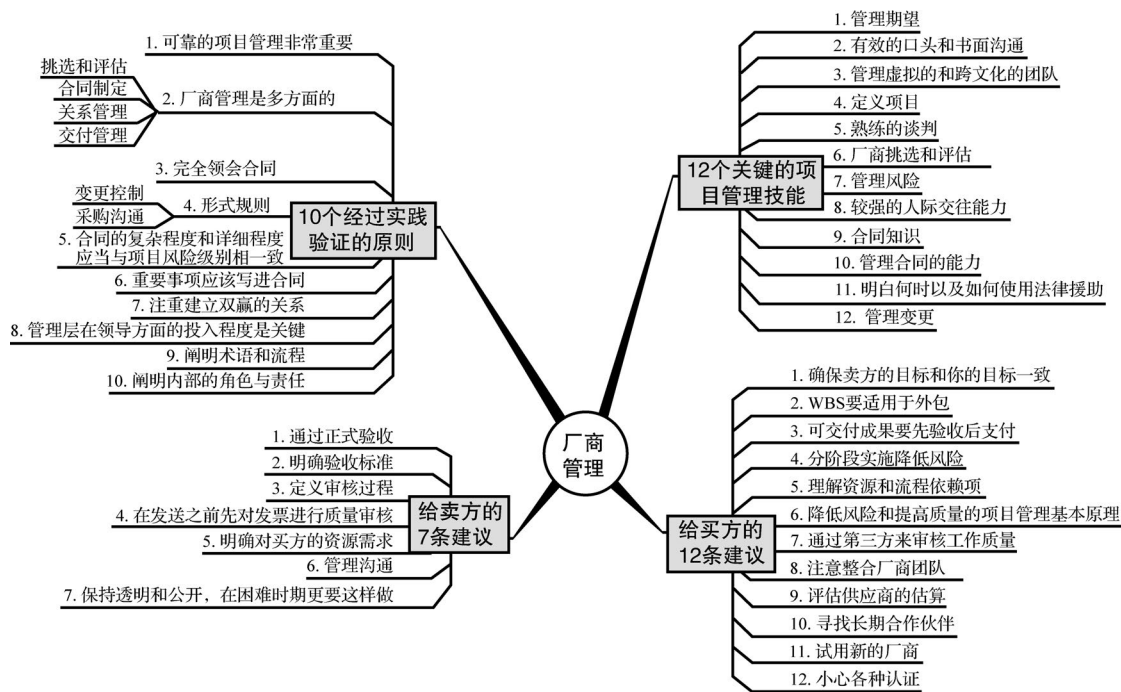 厂商
管理
10个经过实践
验证的原则
1. 可靠的项目管理非常重要
2. 厂商管理是多方面的
挑选和评估
合同制定
关系管理
交付管理
3. 完全领会合同
4. 形式规则
变更控制
采购沟通
5. 合同的复杂程度和详细程度
应当与项目风险级别相一致
6. 重要事项应该写进合同
7. 注重建立双赢的关系
8. 管理层在领导方面的投入程度是关键
9. 阐明术语和流程
10. 阐明内部的角色与责任
12个关键的项
目管理技能
1. 管理期望
2. 有效的口头和书面沟通
3. 管理虚拟的和跨文化的团队
4. 定义项目
5. 熟练的谈判
6. 厂商挑选和评估
7. 管理风险
8. 较强的人际交往能力
9. 合同知识
10. 管理合同的能力
11. 明白何时以及如何使用法律援助
12. 管理变更
给卖方的
7条建议
1. 通过正式验收
2. 明确验收标准
3. 定义审核过程
4. 在发送之前先对发票进行质量审核
5. 明确对买方的资源需求
6. 管理沟通
7. 保持透明和公开，在困难时期更要这样做
给买方的
12条建议
1. 确保卖方的目标和你的目标一致
2. WBS要适用于外包
3. 可交付成果要先验收后支付
4. 分阶段实施降低风险
5. 理解资源和流程依赖项
6. 降低风险和提高质量的项目管理基本原理
7. 通过第三方来审核工作质量
8. 注意整合厂商团队
9. 评估供应商的估算
10. 寻找长期合作伙伴
11. 试用新的厂商
12. 小心各种认证